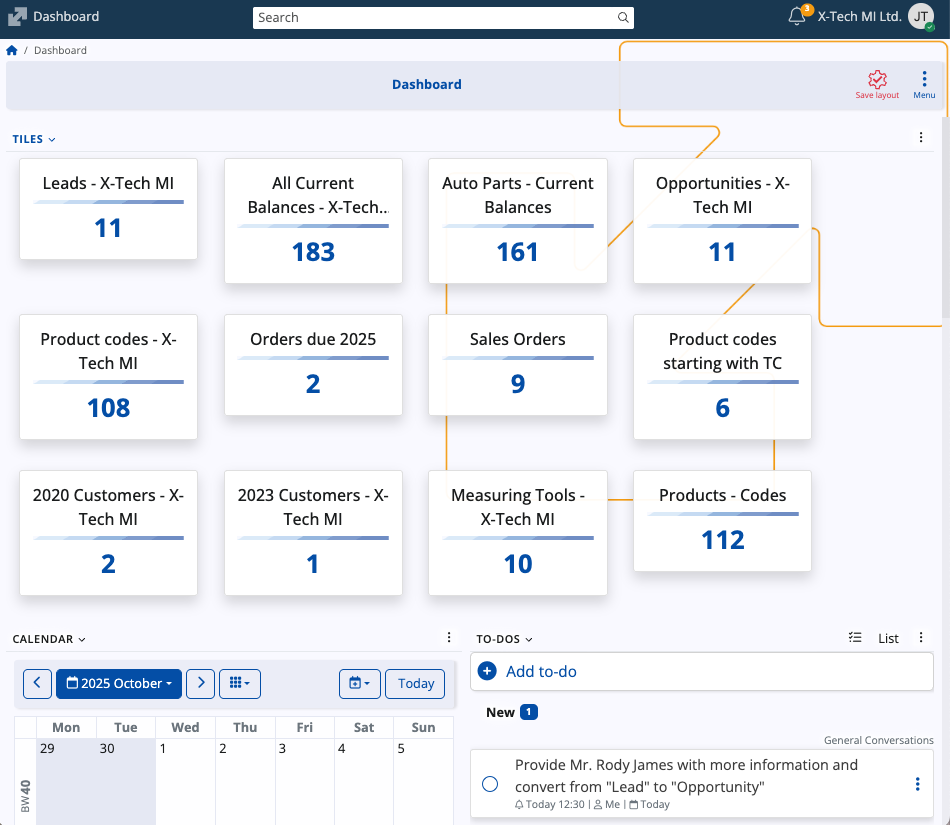 Dashboard
Search
3
X-Tech MI Ltd.
JT
/ Dashboard
Dashboard
Save layout
Menu
TILES
Leads - X-Tech MI
11
All Current
Balances - X-Tech..
183
Auto Parts - Current
Balances
161
Opportunities - X-
Tech MI
11
Product codes - X-
Tech MI
108
Orders due 2025
2
Sales Orders
9
Product codes
starting with TC
6
2020 Customers - X-
Tech MI
2
2023 Customers - X-
Tech MI
1
Measuring Tools -
X-Tech MI
10
Products - Codes
112
CALENDAR
2025 October
Today
Mon Tue Wed Thu Fri Sat Sun
BW40
29 30 1 2 3 4 5
TO-DOS
List
Add to-do
New 1
General Conversations
Provide Mr. Rody James with more information and
convert from "Lead" to "Opportunity"
Today 12:30 | Me | Today